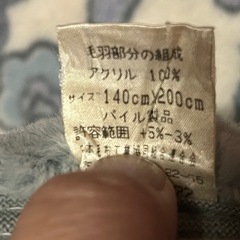 毛羽部分の組成
アクリル 100%
サイズ 140cm×200cm
パイル製品
許容範囲 +5%-3%